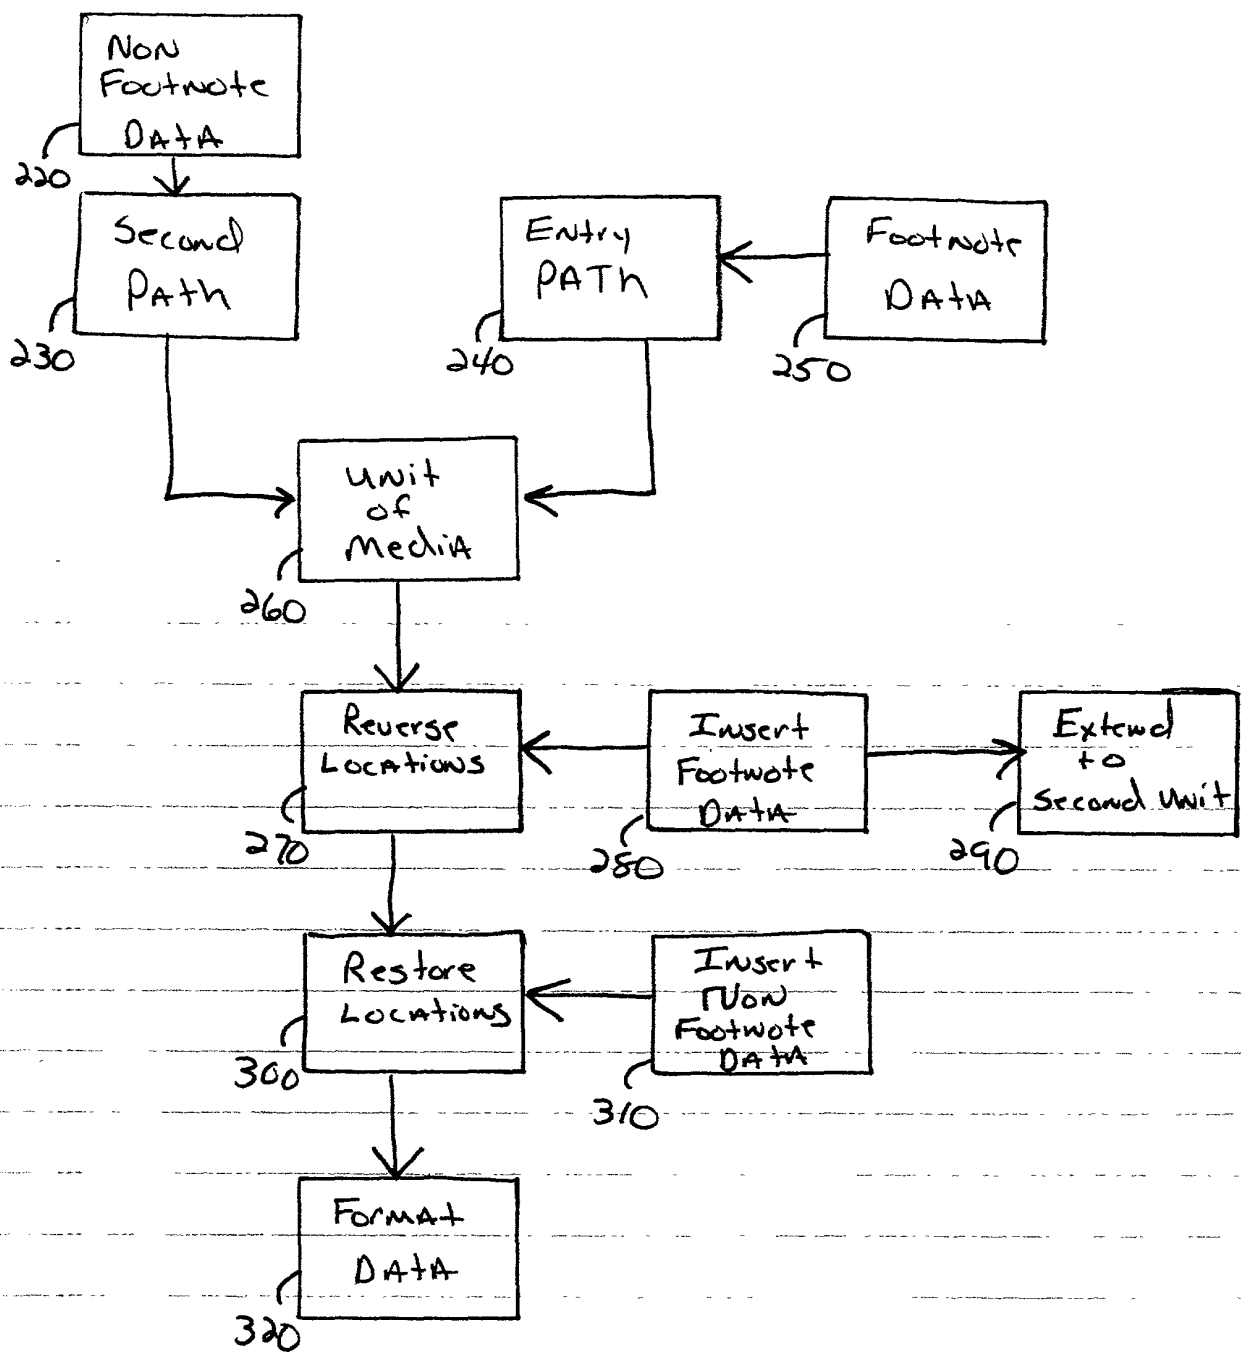 Non
Footnote
Data
220
Second
Path
230
Entry
Path
240
Footnote
Data
250
Unit
of
Media
260
Reverse
Locations
270
Insert
Footnote
Data
280
Extend
to
Second Unit
290
Restore
Locations
300
Insert
Non
Footnote
Data
310
Format
Data
320